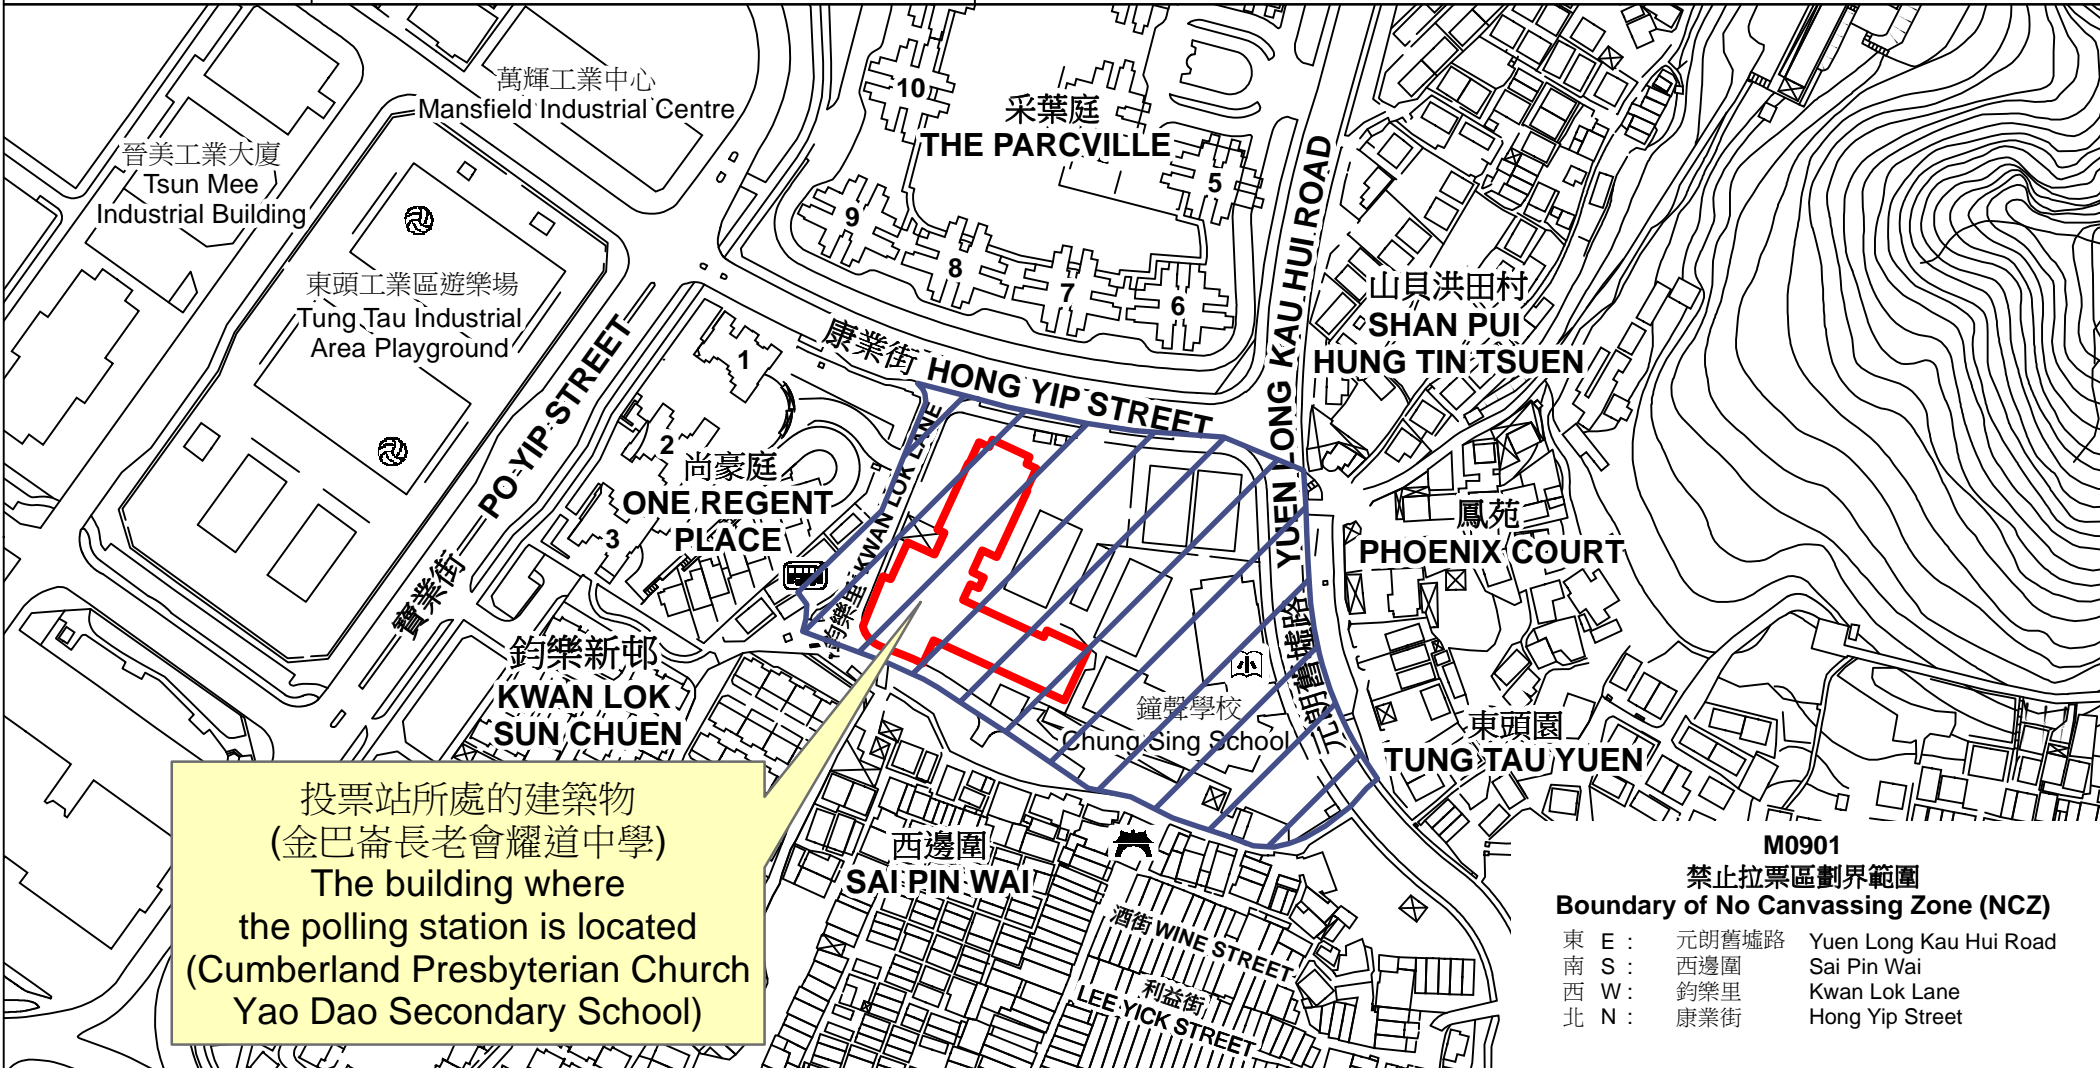 萬輝工業中心
Mansfield Industrial Centre
晉美工業大廈
Tsun Mee
Industrial Building
10
采葉庭
THE PARCVILLE
5
9
8
7
6
東頭工業區遊樂場
Tung Tau Industrial
Area Playground
YUEN LONG KAU HUI ROAD
元朗舊墟路
山貝洪田村
SHAN PUI
HUNG TIN TSUEN
康業街 HONG YIP STREET
PO YIP STREET
寶業街
1
2
3
尚豪庭
ONE REGENT
PLACE
鈞樂里 KWAN LOK LANE
鳳苑
PHOENIX COURT
鈞樂新邨
KWAN LOK
SUN CHUEN
小
鐘聲學校
Chung Sing School
東頭園
TUNG TAU YUEN
投票站所處的建築物
(金巴崙長老會耀道中學)
The building where
the polling station is located
(Cumberland Presbyterian Church
Yao Dao Secondary School)
西邊圍
SAI PIN WAI
酒街 WINE STREET
利益街
LEE YICK STREET
M0901
禁止拉票區劃界範圍
Boundary of No Canvassing Zone (NCZ)
東 E : 元朗舊墟路 Yuen Long Kau Hui Road
南 S : 西邊圍 Sai Pin Wai
西 W : 鈞樂里 Kwan Lok Lane
北 N : 康業街 Hong Yip Street